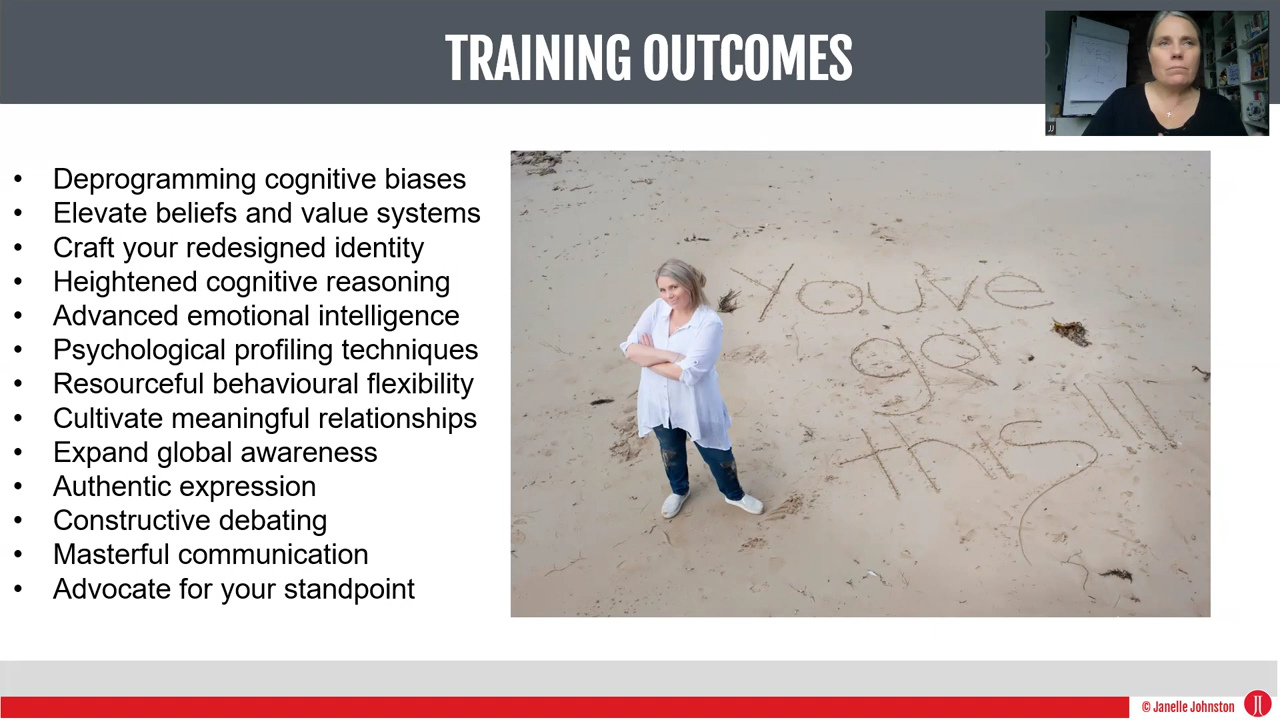 TRAINING OUTCOMES
JJ
• Deprogramming cognitive biases
• Elevate beliefs and value systems
• Craft your redesigned identity
• Heightened cognitive reasoning
• Advanced emotional intelligence
• Psychological profiling techniques
• Resourceful behavioural flexibility
• Cultivate meaningful relationships
• Expand global awareness
• Authentic expression
• Constructive debating
• Masterful communication
• Advocate for your standpoint
You've
got
this !!!
© Janelle Johnston
JJ